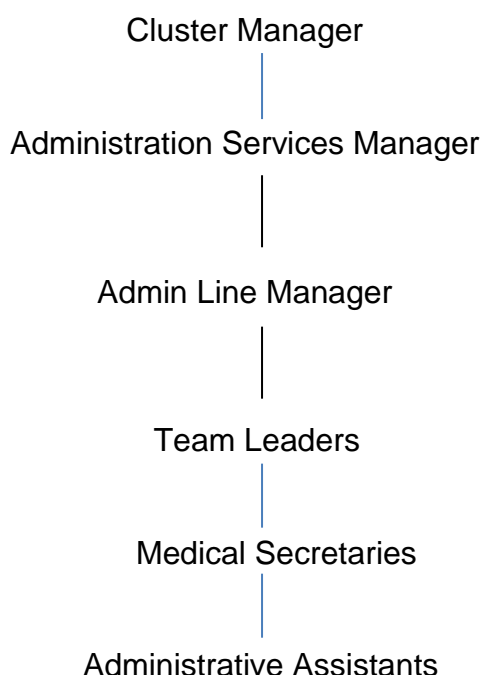 Cluster Manager
Administration Services Manager
Admin Line Manager
Team Leaders
Medical Secretaries
Administrative Assistants